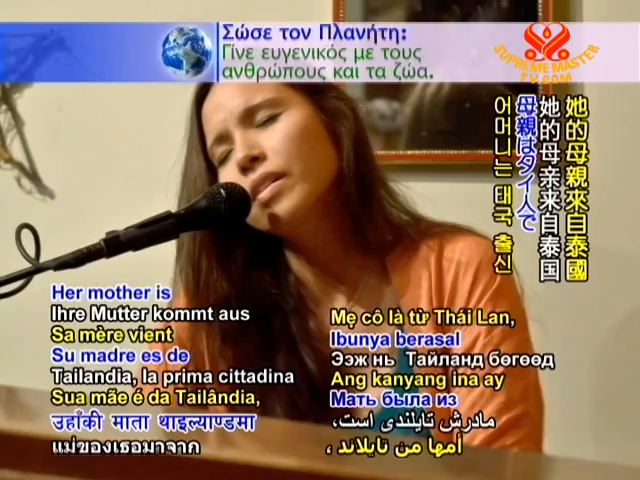 Σώσε τον Πλανήτη:
Γίνε ευγενικός με τους
ανθρώπους και τα ζώα.
SUPREME MASTER
TV.COM
她的母親來自泰國
她的母亲来自泰国
母親はタイ人で
어머니는 태국 출신
Her mother is
Ihre Mutter kommt aus
Sa mère vient
Su madre es de
Tailandia, la prima cittadina
Sua mãe é da Tailândia,
उहाँकी माता थाइल्याण्डमा
แม่ของเธอมาจาก
Mẹ cô là từ Thái Lan,
Ibunya berasal
Ээж нь Тайланд бөгөөд
Ang kanyang ina ay
Мать была из
مادرش تایلندی است،
أمها من تايلاند ،